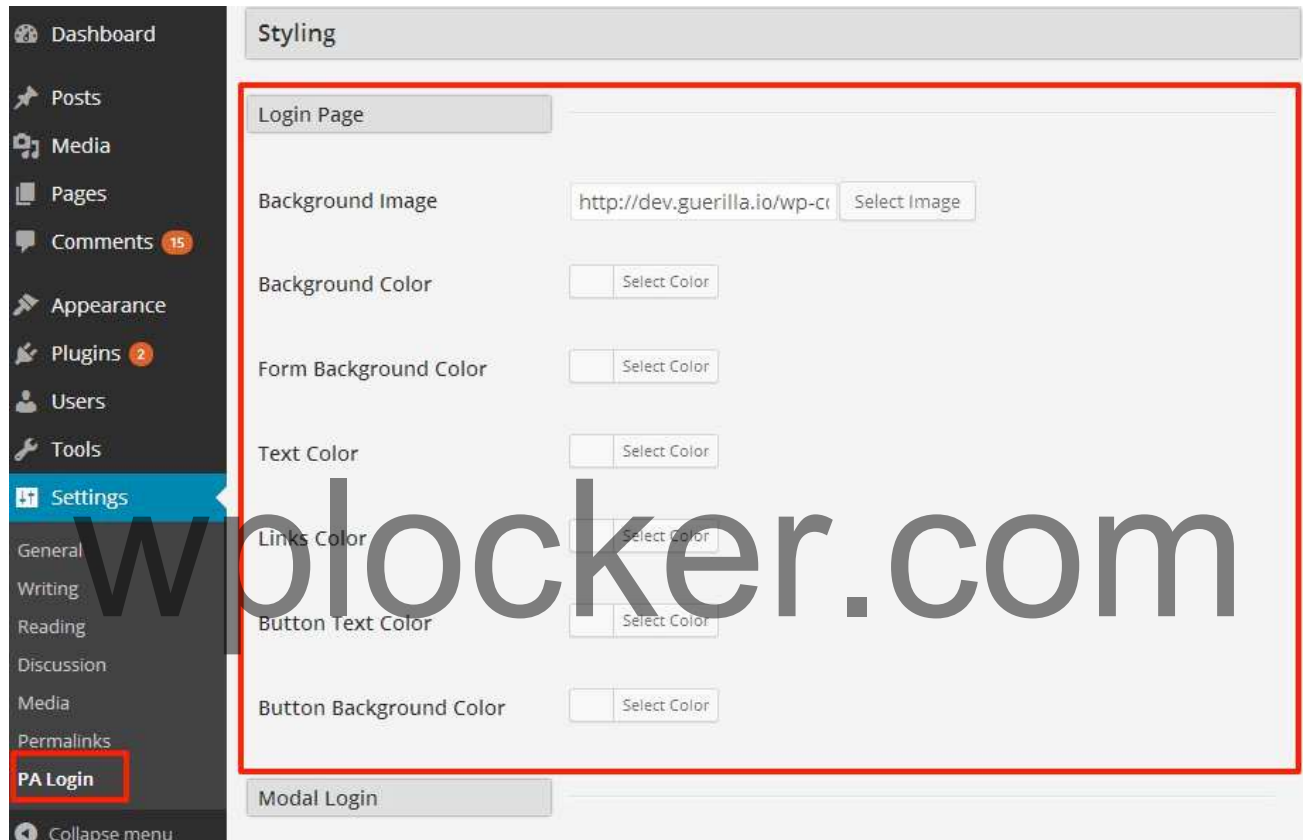 Dashboard
Posts
Media
Pages
Comments 15
Appearance
Plugins 2
Users
Tools
Settings
General
Writing
Reading
Discussion
Media
Permalinks
PA Login
Collapse menu
Styling
Login Page
Background Image http://dev.guerilla.io/wp-co Select Image
Background Color Select Color
Form Background Color Select Color
Text Color Select Color
Links Color Select Color
Button Text Color Select Color
Button Background Color Select Color
Modal Login
wplocker.com